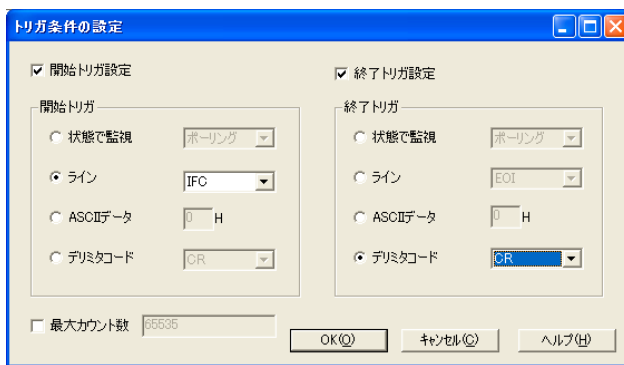 トリガ条件の設定
開始トリガ設定
終了トリガ設定
開始トリガ
状態で監視 ポーリング
ライン IFC
ASCIIデータ 0 H
デリミタコード CR
終了トリガ
状態で監視 ポーリング
ライン EOI
ASCIIデータ 0 H
デリミタコード CR
最大カウント数 65535
OK(O) キャンセル(C) ヘルプ(H)